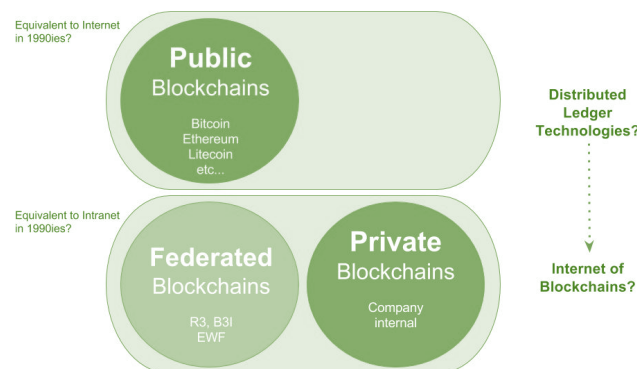 Equivalent to Internet
in 1990ies?
Public
Blockchains
Bitcoin
Ethereum
Litecoin
etc...
Distributed
Ledger
Technologies?
Equivalent to Intranet
in 1990ies?
Federated
Blockchains
R3, B3I
EWF
Private
Blockchains
Company
internal
Internet of
Blockchains?